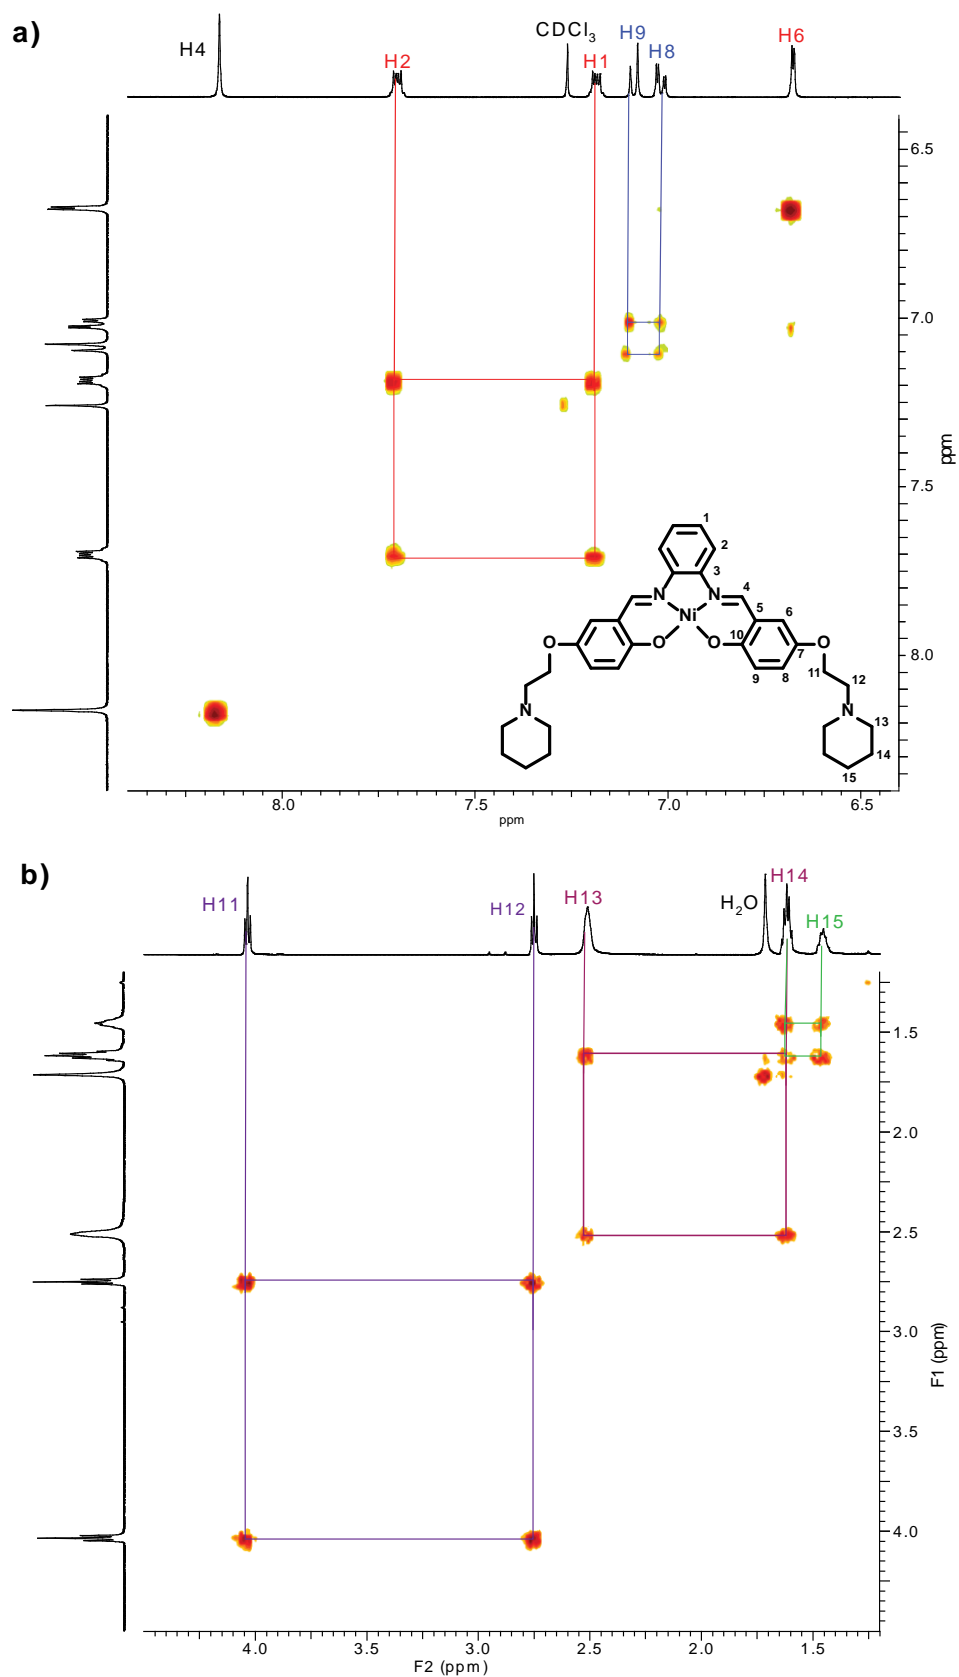 a)
H4
H2
CDCl₃
H1
H9
H8
H6
6.5
7.0
7.5
8.0
ppm
1
2
3
N
N
4
5
6
Ni
O
O
10
O
7
O
9
8
11
12
N
N
13
14
15
8.0
7.5
7.0
6.5
ppm
b)
H11
H12
H13
H₂O
H14
H15
1.5
2.0
2.5
3.0
3.5
4.0
F1 (ppm)
4.0
3.5
3.0
2.5
2.0
1.5
F2 (ppm)